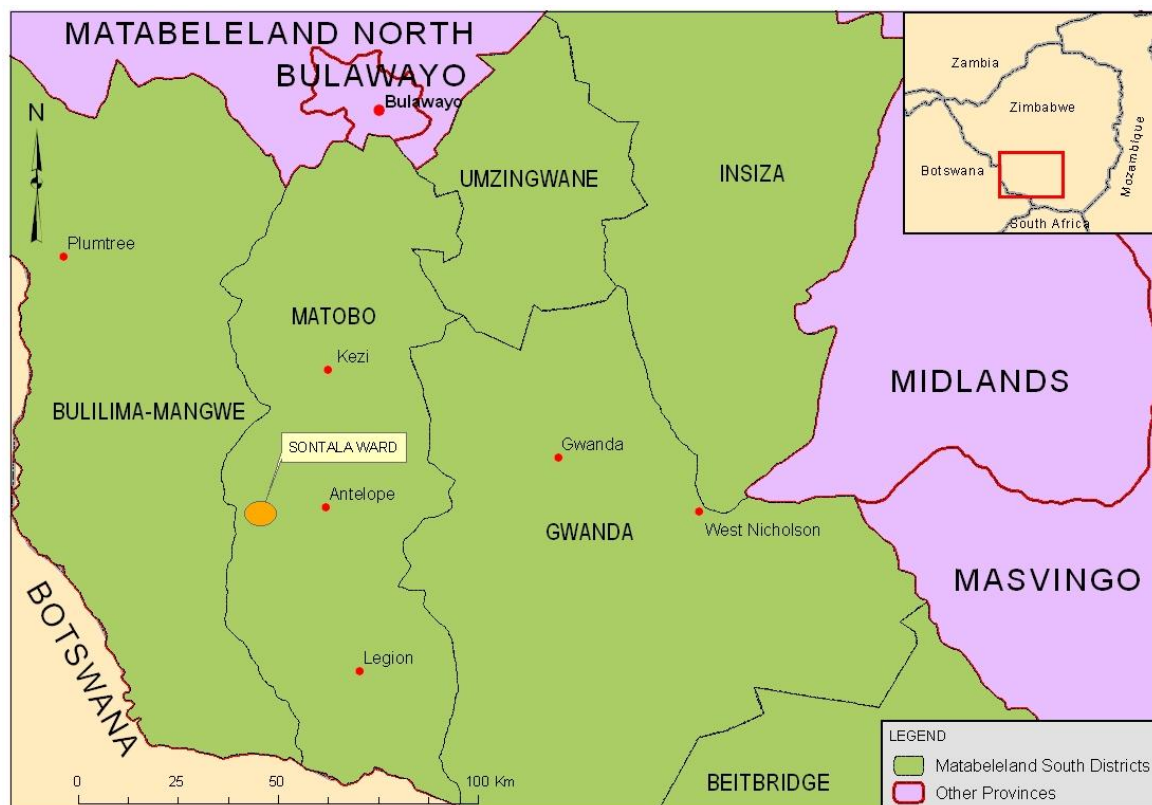 MATABELELAND NORTH
BULAWAYO
Bulawayo
N
Plumtree
UMZINGWANE
INSIZA
MATOBO
Kezi
BULILIMA-MANGWE
SONTALA WARD
Antelope
Gwanda
GWANDA
West Nicholson
MIDLANDS
MASVINGO
BOTSWANA
Legion
BEITBRIDGE
0 25 50 100 Km
Zambia
Zimbabwe
Botswana
Mozambique
South Africa
LEGEND
Matabeleland South Districts
Other Provinces